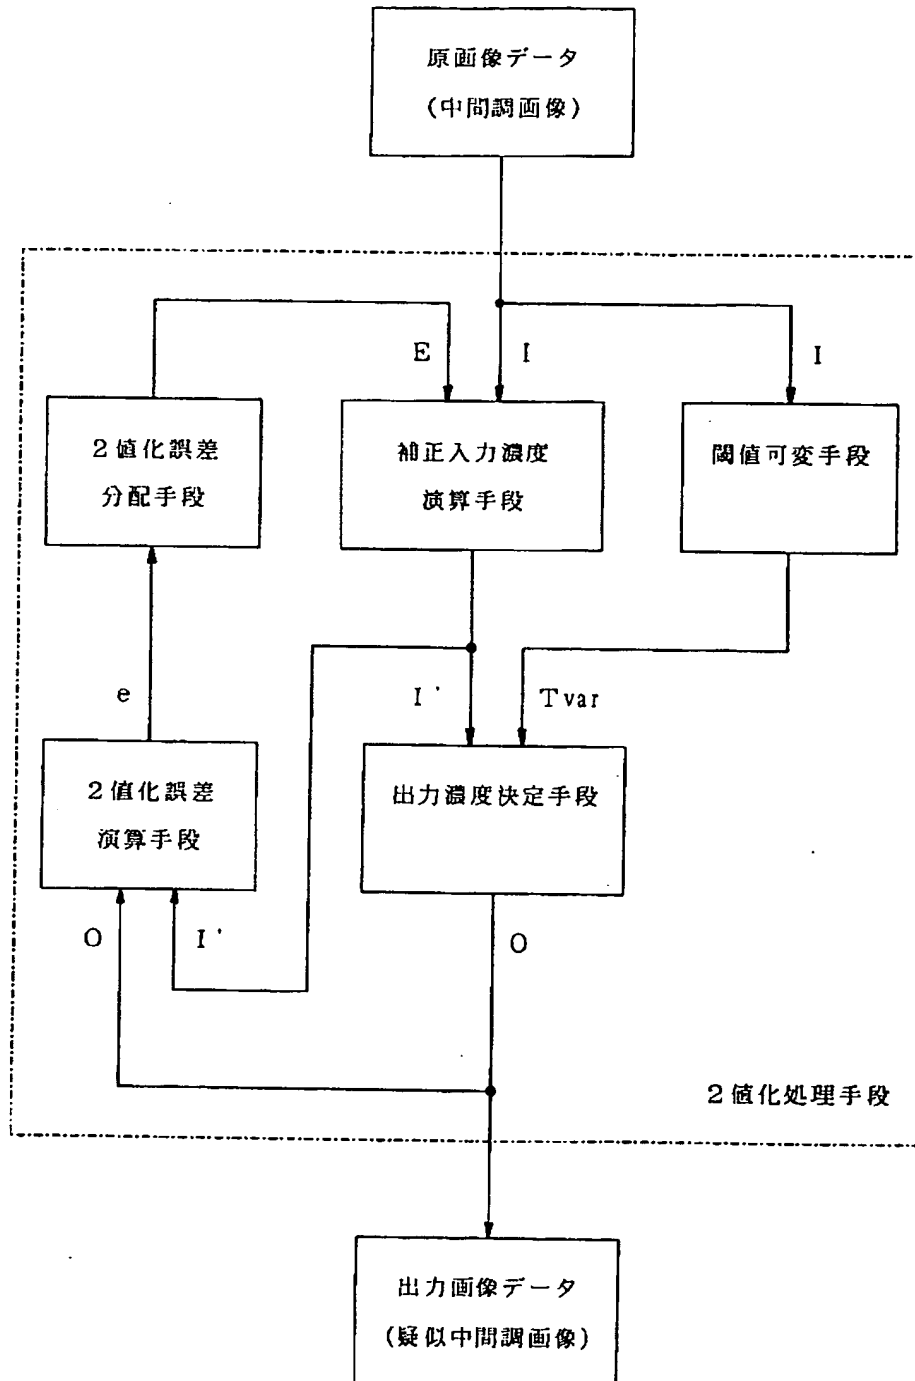 原画像データ
(中間調画像)
E
I
I
2値化誤差
分配手段
補正入力濃度
演算手段
閾値可変手段
e
I'
Tvar
2値化誤差
演算手段
出力濃度決定手段
O
I'
O
2値化処理手段
出力画像データ
(疑似中間調画像)